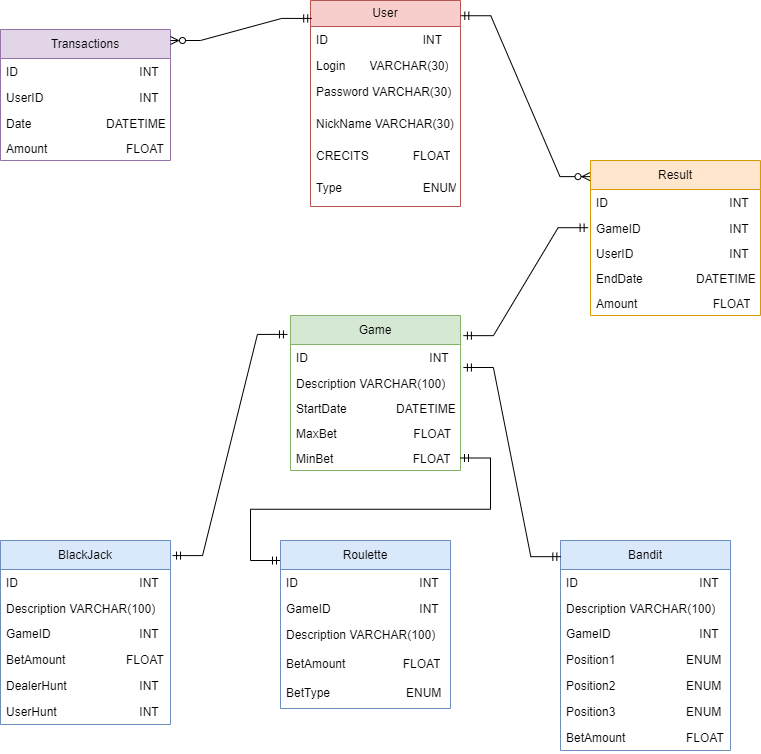 User
ID INT
Login VARCHAR(30)
Password VARCHAR(30)
NickName VARCHAR(30)
CRECITS FLOAT
Type ENUM
Transactions
ID INT
UserID INT
Date DATETIME
Amount FLOAT
Result
ID INT
GameID INT
UserID INT
EndDate DATETIME
Amount FLOAT
Game
ID INT
Description VARCHAR(100)
StartDate DATETIME
MaxBet FLOAT
MinBet FLOAT
BlackJack
ID INT
Description VARCHAR(100)
GameID INT
BetAmount FLOAT
DealerHunt INT
UserHunt INT
Roulette
ID INT
GameID INT
Description VARCHAR(100)
BetAmount FLOAT
BetType ENUM
Bandit
ID INT
Description VARCHAR(100)
GameID INT
Position1 ENUM
Position2 ENUM
Position3 ENUM
BetAmount FLOAT